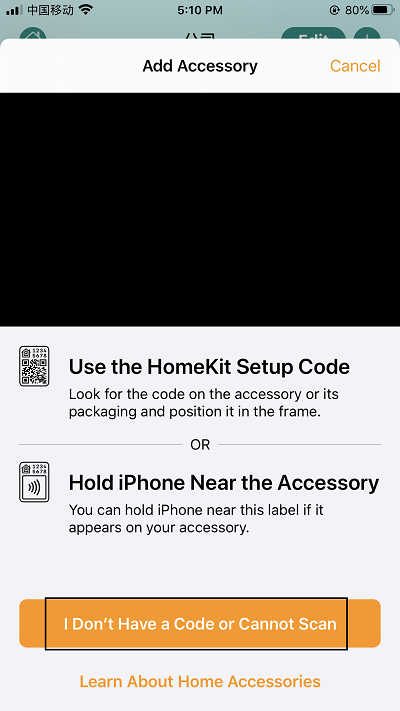 中国移动 5:10 PM 80%
公司
Edit
Add Accessory Cancel
1234
5678
Use the HomeKit Setup Code
Look for the code on the accessory or its
packaging and position it in the frame.
OR
1234
5678
Hold iPhone Near the Accessory
You can hold iPhone near this label if it
appears on your accessory.
I Don't Have a Code or Cannot Scan
Learn About Home Accessories